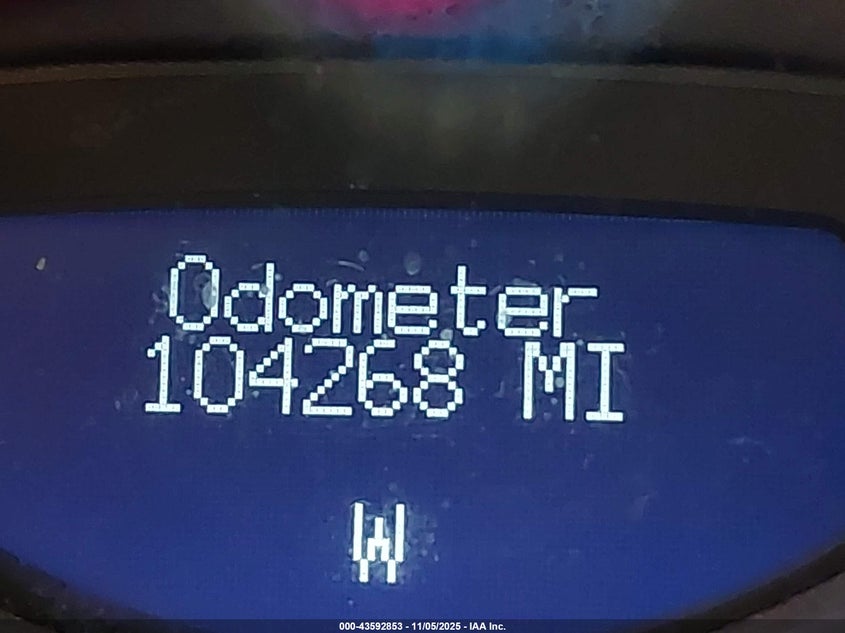 Odometer
104268 MI
W
000-43592853 - 11/05/2025 - IAA Inc.